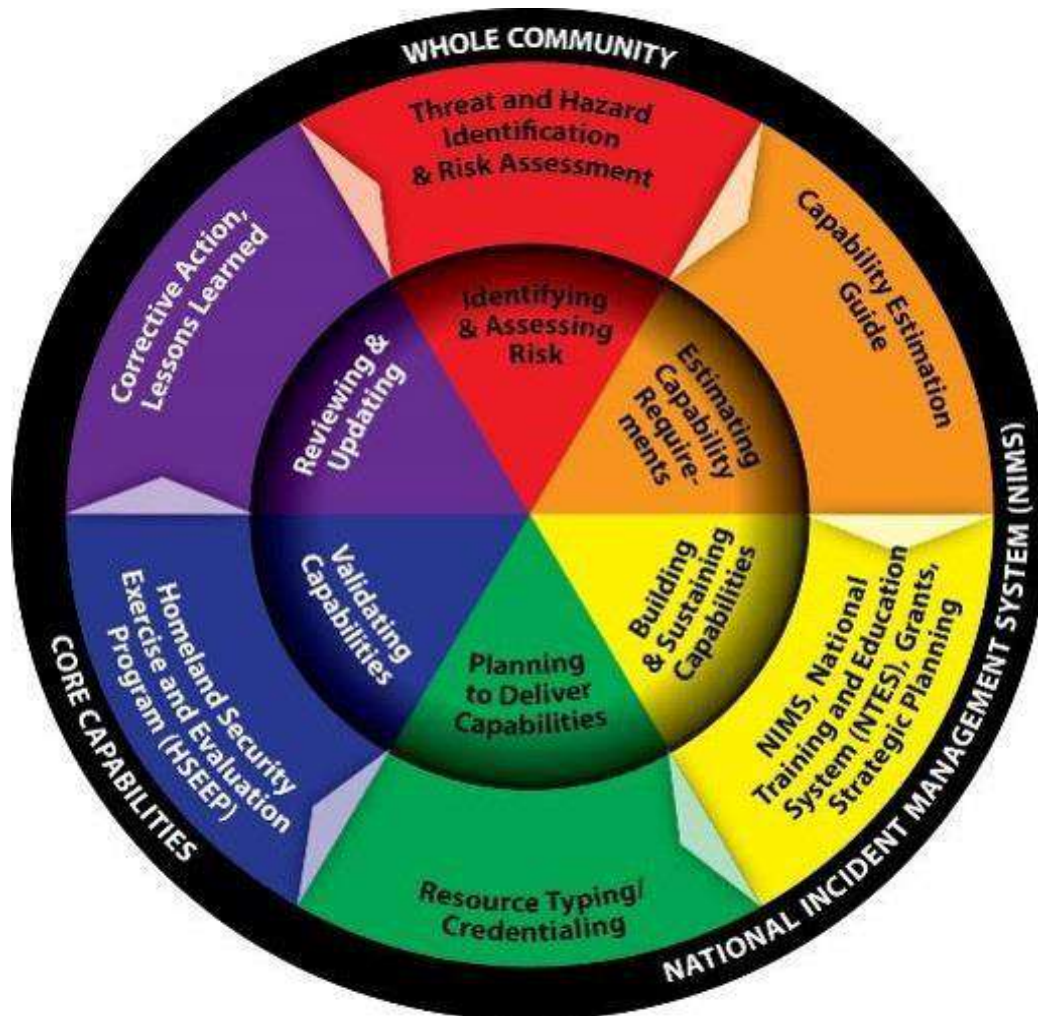 WHOLE COMMUNITY
Threat and Hazard
Identification
& Risk Assessment
Identifying
& Assessing
Risk
Capability Estimation
Guide
Estimating
Capability
Require-
ments
NIMS, National
Training and Education
System (NTES), Grants,
Strategic Planning
Building
& Sustaining
Capabilities
NATIONAL INCIDENT MANAGEMENT SYSTEM (NIMS)
Resource Typing/
Credentialing
Planning
to Deliver
Capabilities
Homeland Security
Exercise and Evaluation
Program (HSEEP)
Validating
Capabilities
CORE CAPABILITIES
Corrective Action,
Lessons Learned
Reviewing &
Updating